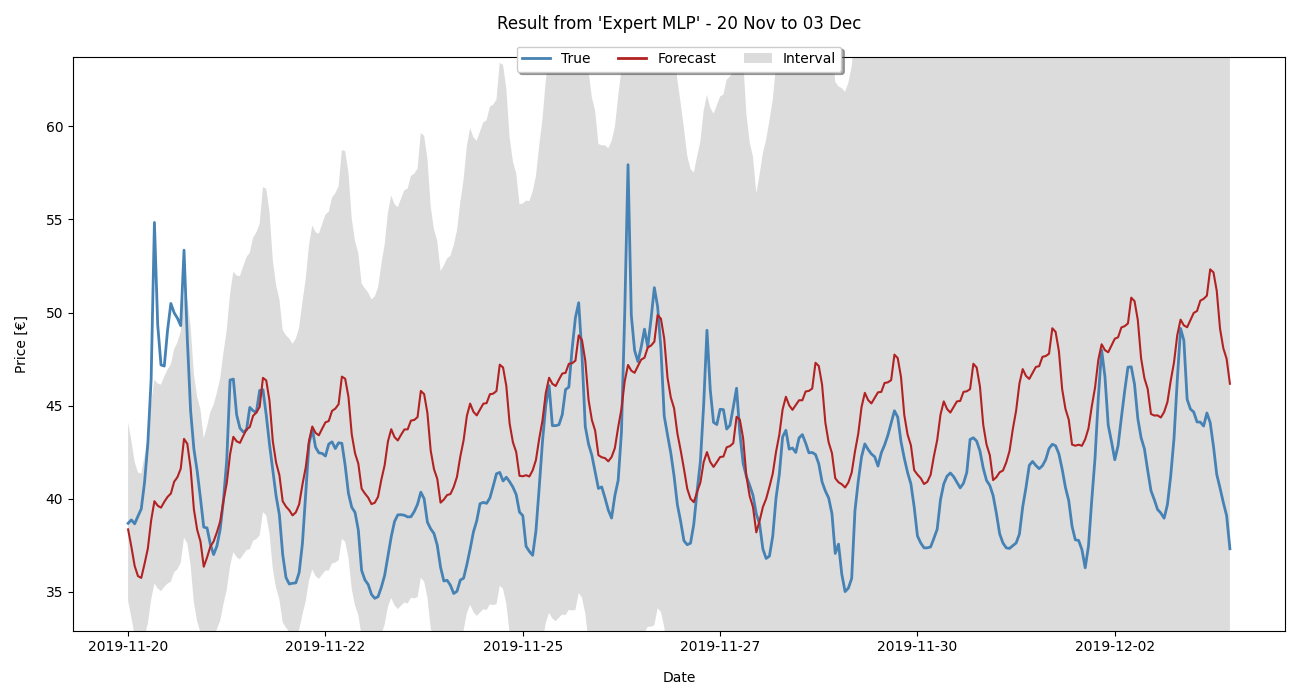 Result from 'Expert MLP' - 20 Nov to 03 Dec
True Forecast Interval
60
55
50
45
40
35
Price [€]
2019-11-20 2019-11-22 2019-11-25 2019-11-27 2019-11-30 2019-12-02
Date